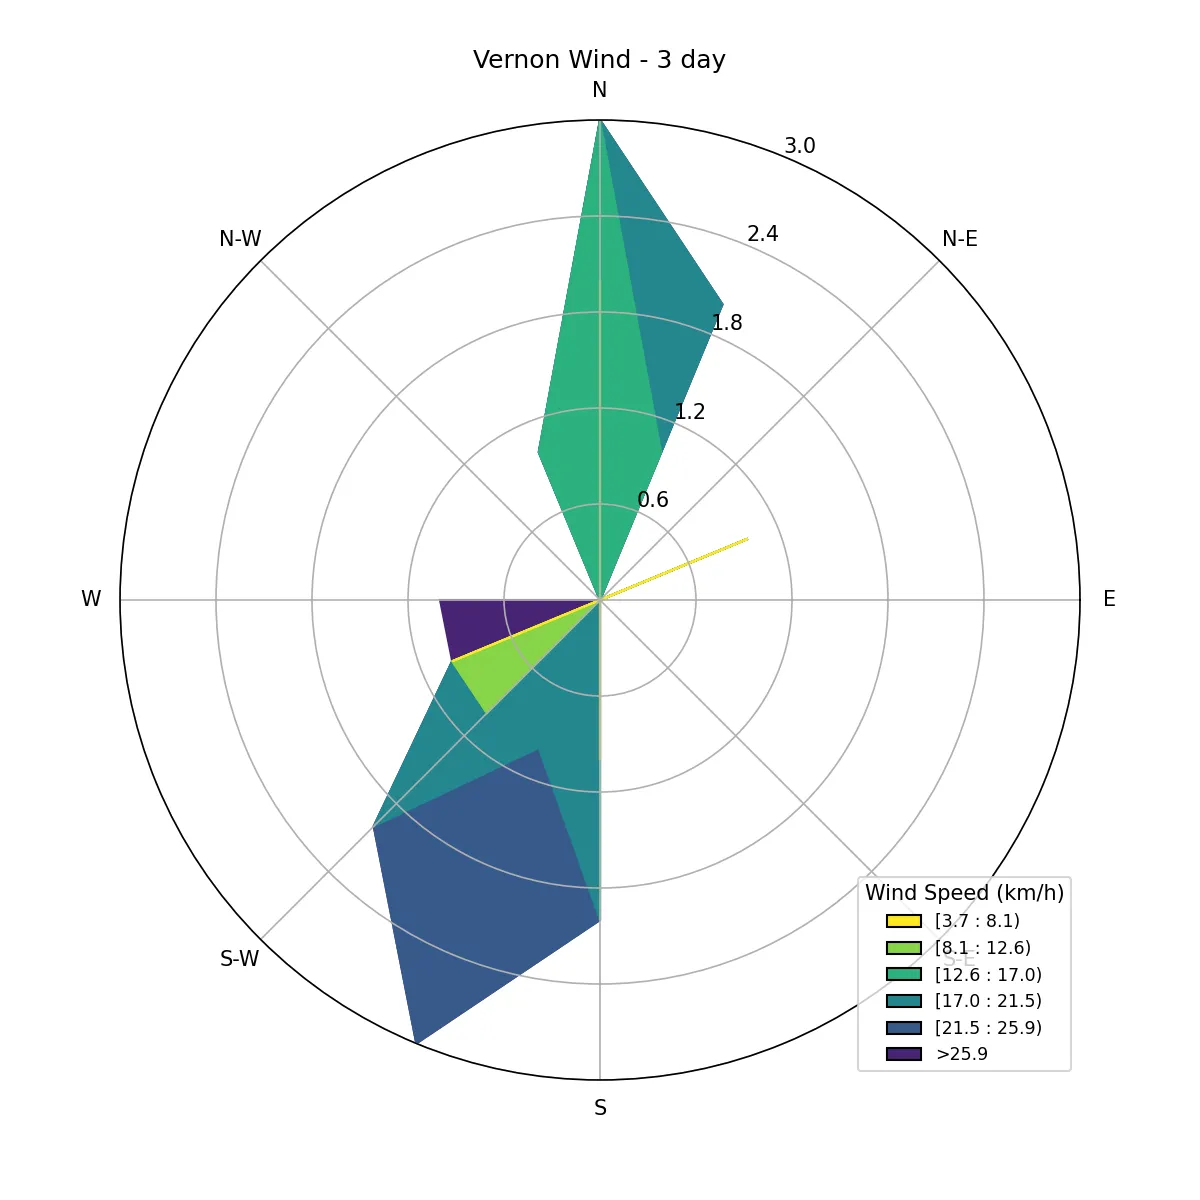 Vernon Wind - 3 day
N
3.0
2.4
N-W
N-E
1.8
1.2
0.6
W
E
Wind Speed (km/h)
[3.7 : 8.1)
[8.1 : 12.6)
S-W
S-E
[12.6 : 17.0)
[17.0 : 21.5)
[21.5 : 25.9)
>25.9
S